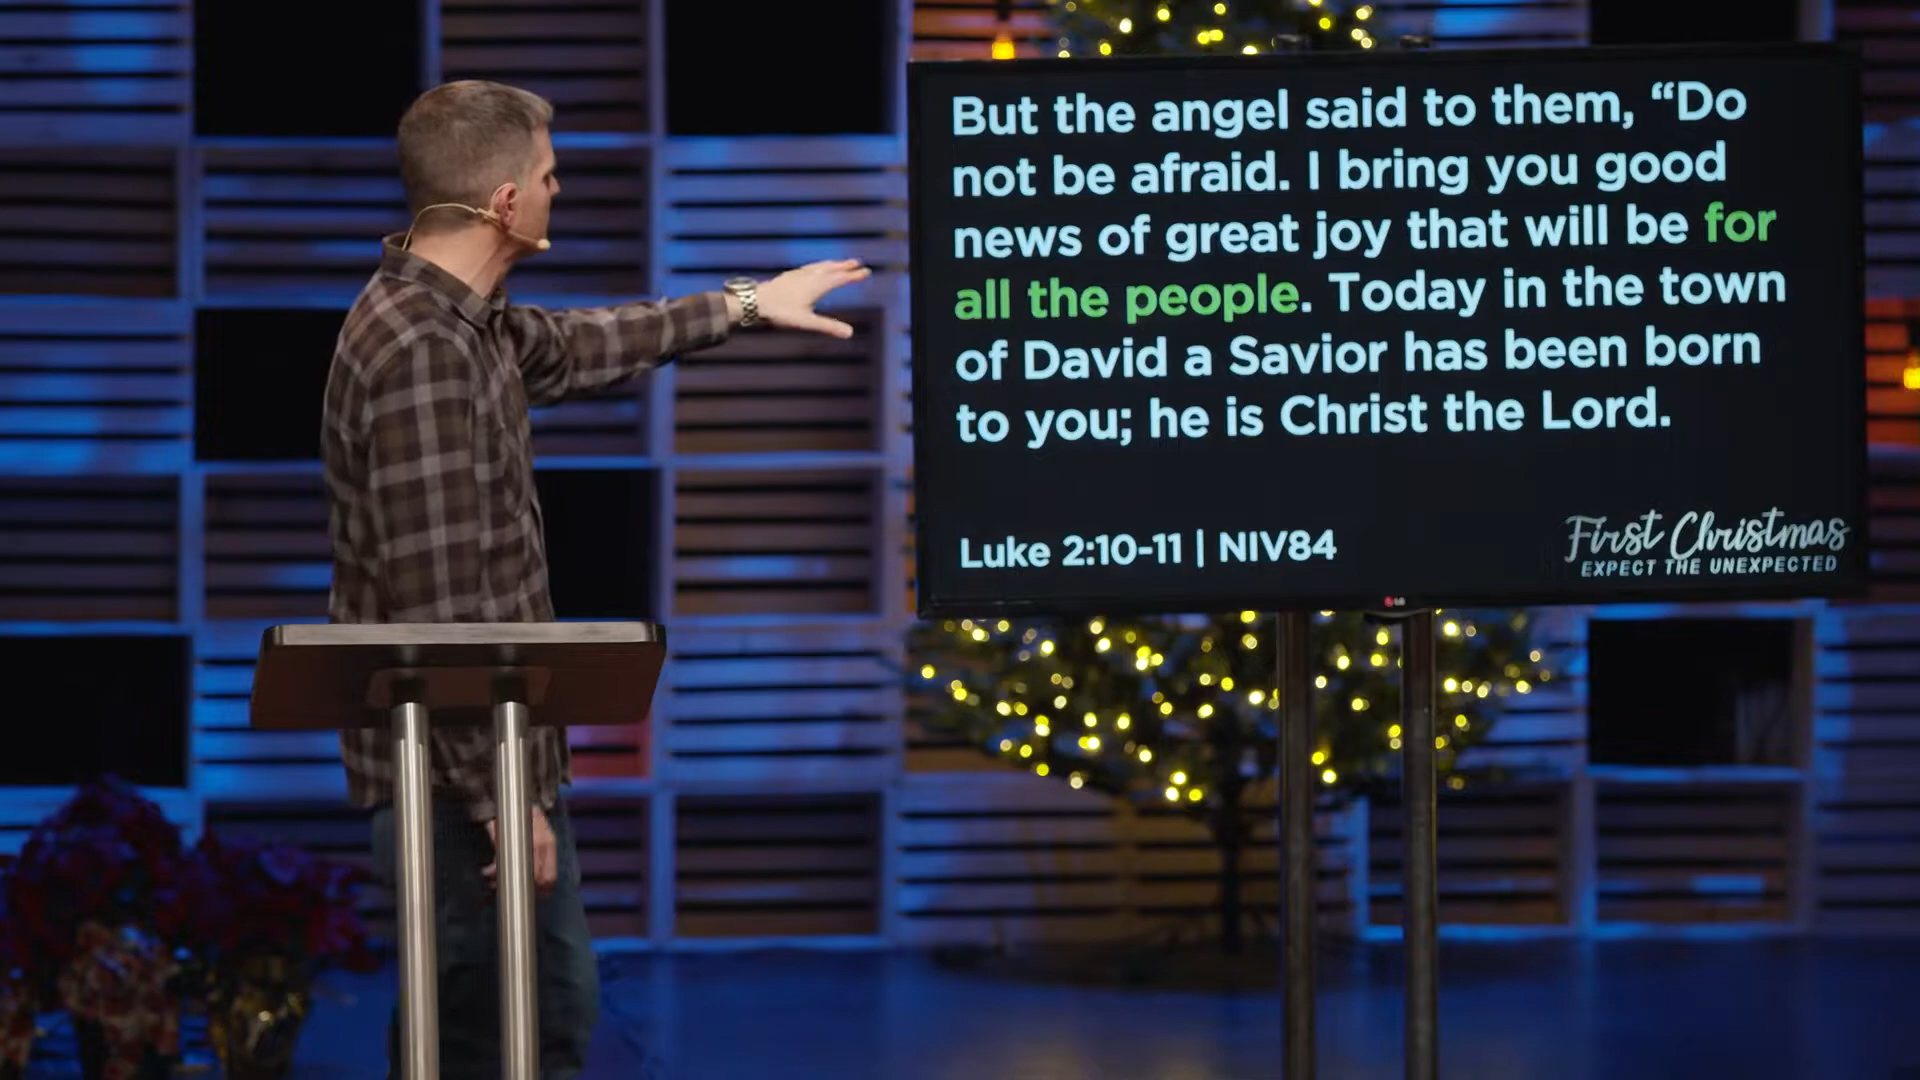 But the angel said to them, “Do
not be afraid. I bring you good
news of great joy that will be for
all the people. Today in the town
of David a Savior has been born
to you; he is Christ the Lord.
Luke 2:10-11 | NIV84
First Christmas
EXPECT THE UNEXPECTED
LG